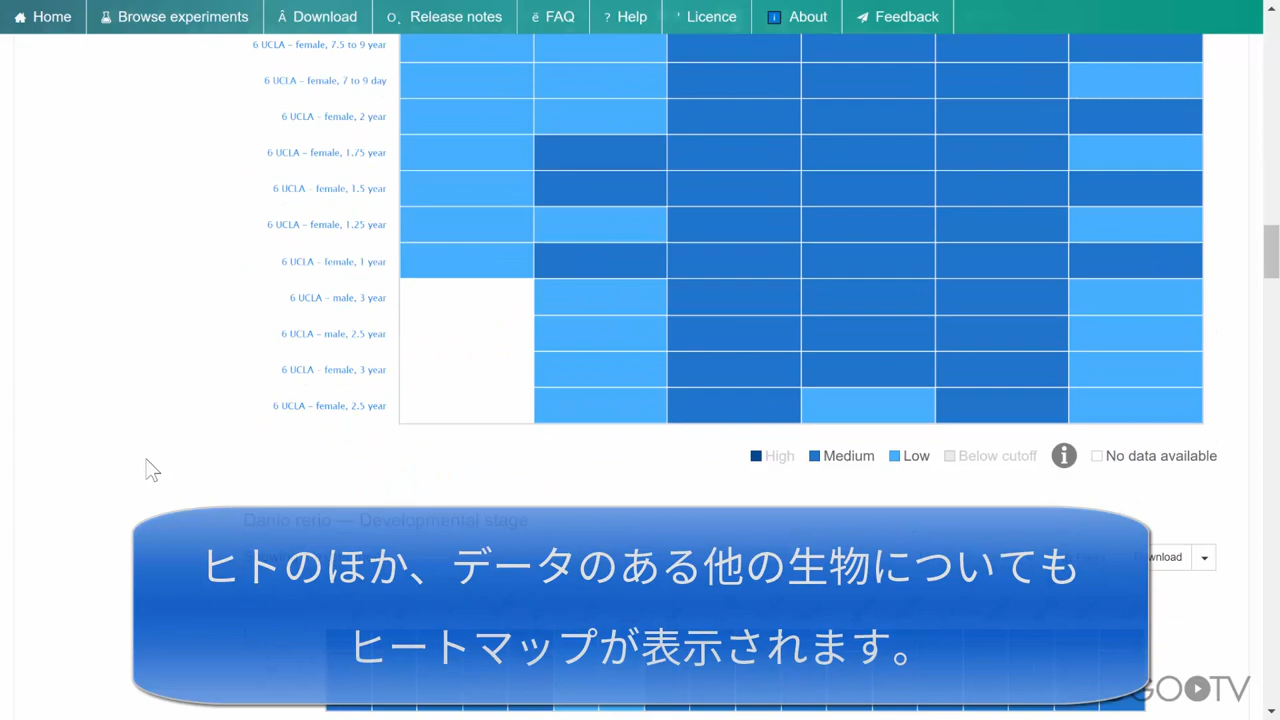 Home Browse experiments Download Release notes FAQ Help Licence About Feedback
6 UCLA – female, 7.5 to 9 year
6 UCLA – female, 7 to 9 day
6 UCLA – female, 2 year
6 UCLA – female, 1.75 year
6 UCLA – female, 1.5 year
6 UCLA – female, 1.25 year
6 UCLA – female, 1 year
6 UCLA – male, 3 year
6 UCLA – male, 2.5 year
6 UCLA – female, 3 year
6 UCLA – female, 2.5 year
High Medium Low Below cutoff No data available
Danio rerio — Developmental stage
ヒトのほか、データのある他の生物についても
ヒートマップが表示されます。